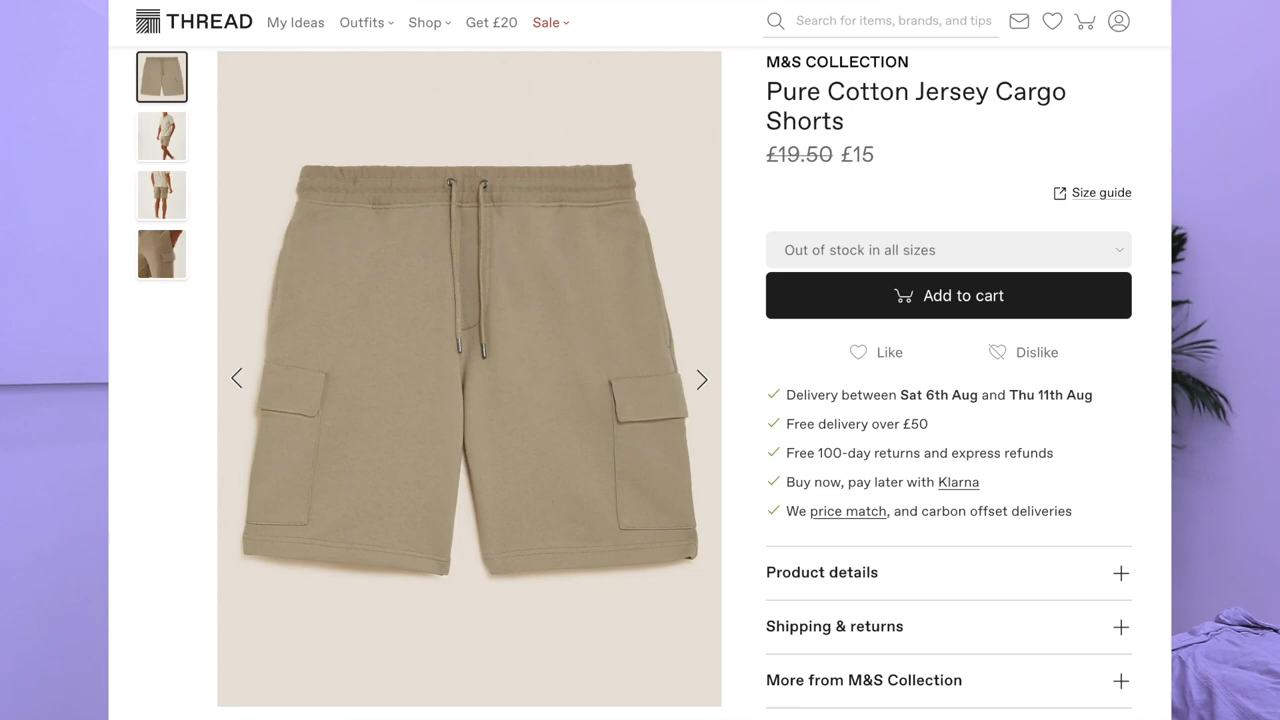 THREAD My Ideas Outfits Shop Get £20 Sale Search for items, brands, and tips
M&S COLLECTION
Pure Cotton Jersey Cargo
Shorts
£19.50 £15
Size guide
Out of stock in all sizes
Add to cart
Like Dislike
Delivery between Sat 6th Aug and Thu 11th Aug
Free delivery over £50
Free 100-day returns and express refunds
Buy now, pay later with Klarna
We price match, and carbon offset deliveries
Product details
Shipping & returns
More from M&S Collection